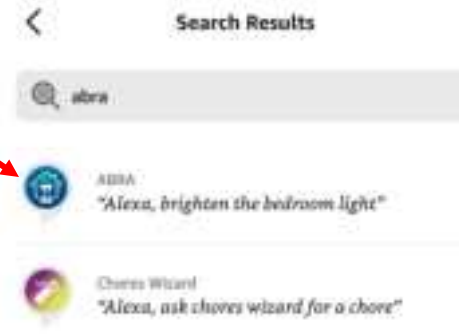 Search Results
abra
ABRA
"Alexa, brighten the bedroom light"
Chores Wizard
"Alexa, ask chores wizard for a chore"